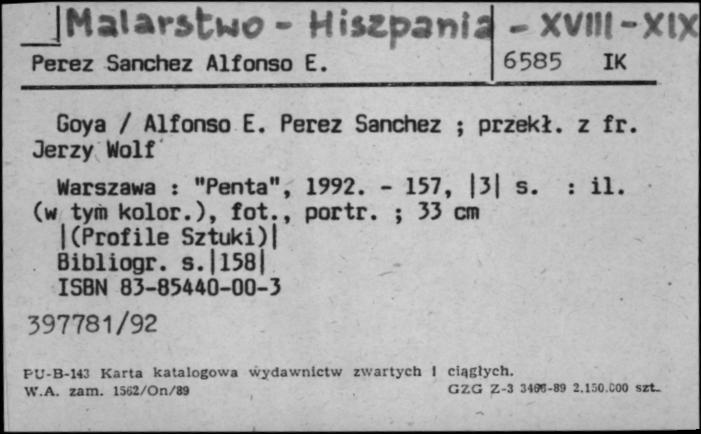 Malarstwo - Hiszpania - XVIII-XIX
Perez Sanchez Alfonso E.
6585 IK
Goya / Alfonso E. Perez Sanchez ; przekł. z fr.
Jerzy Wolf
Warszawa : "Penta", 1992. - 157, |3| s. : il.
(w tym kolor.), fot., portr. ; 33 cm
|(Profile Sztuki)|
Bibliogr. s.|158|
ISBN 83-85440-00-3
397781/92
PU-B-143 Karta katalogowa wydawnictw zwartych i ciągłych.
W.A. zam. 1562/On/89
GZG Z-3 -89 2.150.000 szt.